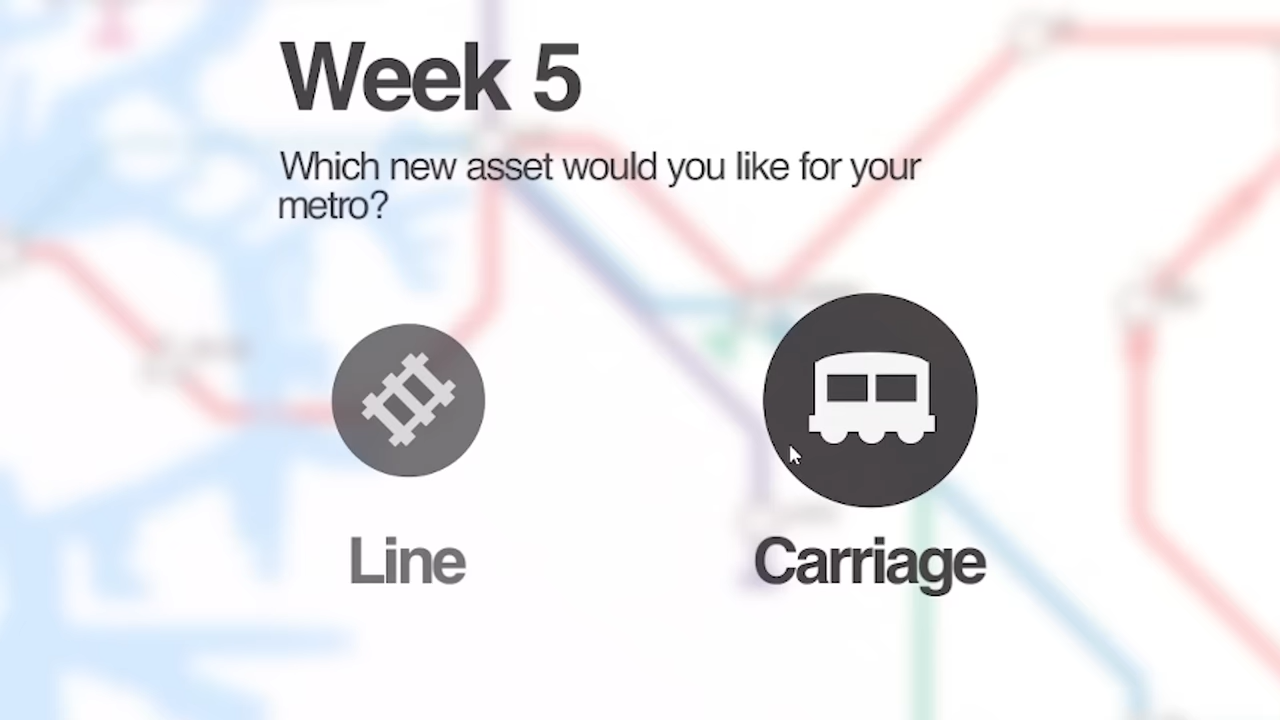 Week 5
Which new asset would you like for your
metro?
Line
Carriage